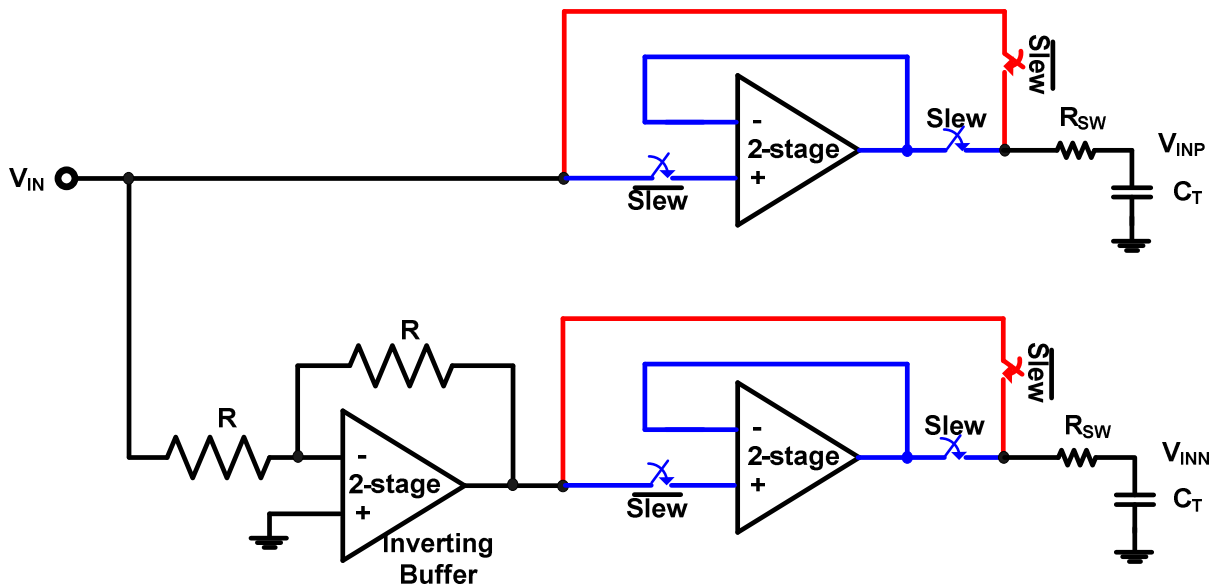 Slew
-
2-stage
+
Slew
RSW
VINP
CT
VIN
Slew
R
R
-
2-stage
+
Inverting
Buffer
Slew
-
2-stage
+
Slew
RSW
VINN
CT
Slew